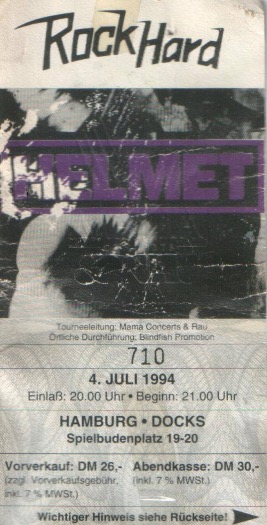 RockHard
HELMET
Tourneeleitung: Mama Concerts & Rau
Örtliche Durchführung: Blindfish Promotion
710
4. JULI 1994
Einlaß: 20.00 Uhr • Beginn: 21.00 Uhr
HAMBURG • DOCKS
Spielbudenplatz 19-20
Vorverkauf: DM 26,- Abendkasse: DM 30,-
(zzgl. Vorverkaufsgebühr, (inkl. 7 % MWSt.)
inkl. 7 % MWSt.)
Wichtiger Hinweis siehe Rückseite!